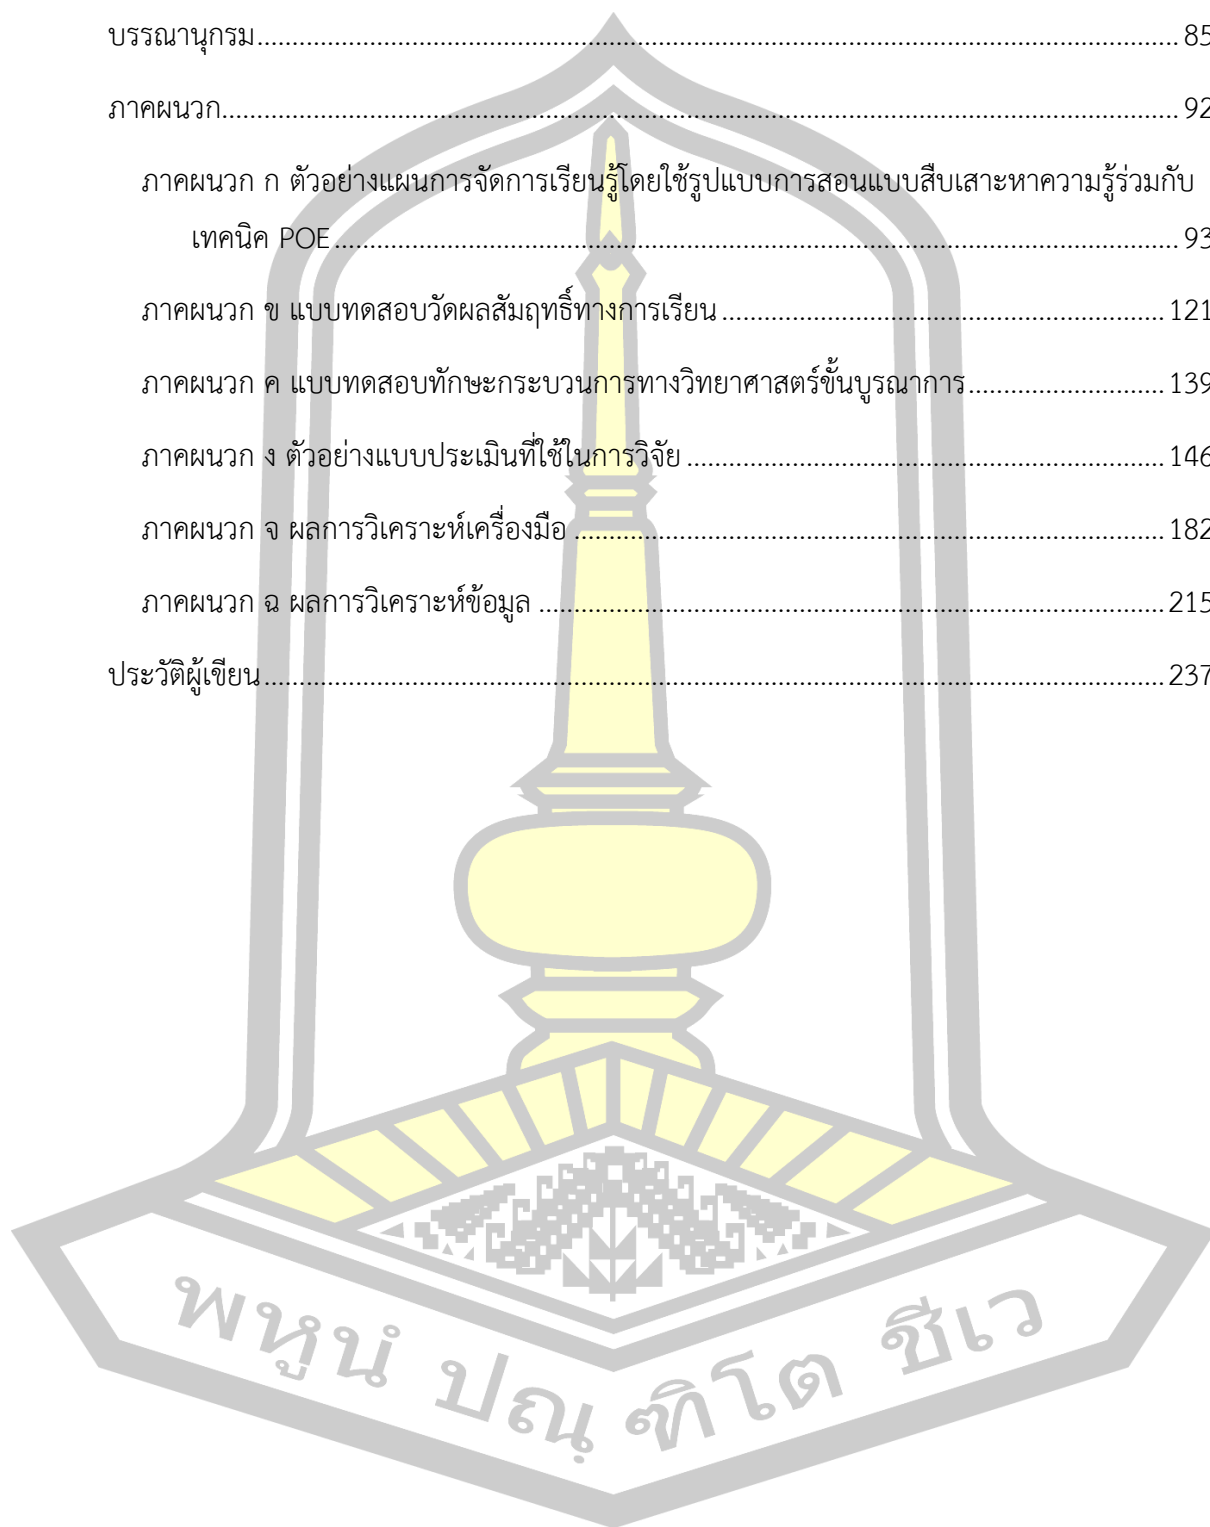 บรรณานุกรม.......................................................................................................................... 85
ภาคผนวก.............................................................................................................................. 92
ภาคผนวก ก ตัวอย่างแผนการจัดการเรียนรู้โดยใช้รูปแบบการสอนแบบสืบเสาะหาความรู้ร่วมกับ
เทคนิค POE................................................................................................................ 93
ภาคผนวก ข แบบทดสอบวัดผลสัมฤทธิ์ทางการเรียน.......................................................... 121
ภาคผนวก ค แบบทดสอบทักษะกระบวนการทางวิทยาศาสตร์ขั้นบูรณาการ.......................... 139
ภาคผนวก ง ตัวอย่างแบบประเมินที่ใช้ในการวิจัย............................................................... 146
ภาคผนวก จ ผลการวิเคราะห์เครื่องมือ.............................................................................. 182
ภาคผนวก ฉ ผลการวิเคราะห์ข้อมูล................................................................................... 215
ประวัติผู้เขียน....................................................................................................................... 237
พหูนํ ปณฺฑิโต ชีเว